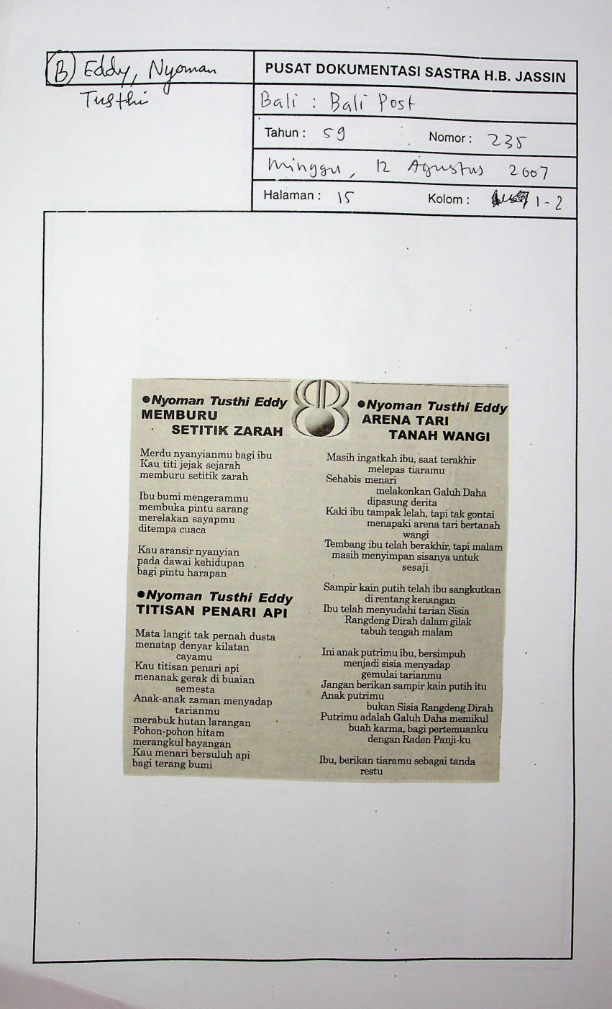 (B) Eddy, Nyoman
Tusthi
PUSAT DOKUMENTASI SASTRA H.B. JASSIN
Bali : Bali Post
Tahun : 59 Nomor : 235
Minggu, 12 Agustus 2007
Halaman : 15 Kolom : 1 - 2
●Nyoman Tusthi Eddy
MEMBURU
SETITIK ZARAH
Merdu nyanyianmu bagi ibu
Kau titi jejak sejarah
memburu setitik zarah
Ibu bumi mengerammu
membuka pintu sarang
merelakan sayapmu
ditempa cuaca
Kau aransir nyanyian
pada dawai kehidupan
bagi pintu harapan
●Nyoman Tusthi Eddy
TITISAN PENARI API
Mata langit tak pernah dusta
menatap denyar kilatan
cayamu
Kau titisan penari api
menanak gerak di buaian
semesta
Anak-anak zaman menyadap
tarianmu
merabuk hutan larangan
Pohon-pohon hitam
merangkul bayangan
Kau menari bersuluh api
bagi terang bumi
●Nyoman Tusthi Eddy
ARENA TARI
TANAH WANGI
Masih ingatkah ibu, saat terakhir
melepas tiaramu
Sehabis menari
melakonkan Galuh Daha
dipasung derita
Kaki ibu tampak lelah, tapi tak gontai
menapaki arena tari bertanah
wangi
Tembang ibu telah berakhir, tapi malam
masih menyimpan sisanya untuk
sesaji
Sampir kain putih telah ibu sangkutkan
di rentang kenangan
Ibu telah menyudahi tarian Sisia
Rangdeng Dirah dalam gilak
tabuh tengah malam
Ini anak putrimu ibu, bersimpuh
menjadi sisia menyadap
gemulai tarianmu
Jangan berikan sampir kain putih itu
Anak putrimu
bukan Sisia Rangdeng Dirah
Putrimu adalah Galuh Daha memikul
buah karma, bagi pertemuanku
dengan Raden Panji-ku
Ibu, berikan tiaramu sebagai tanda
restu